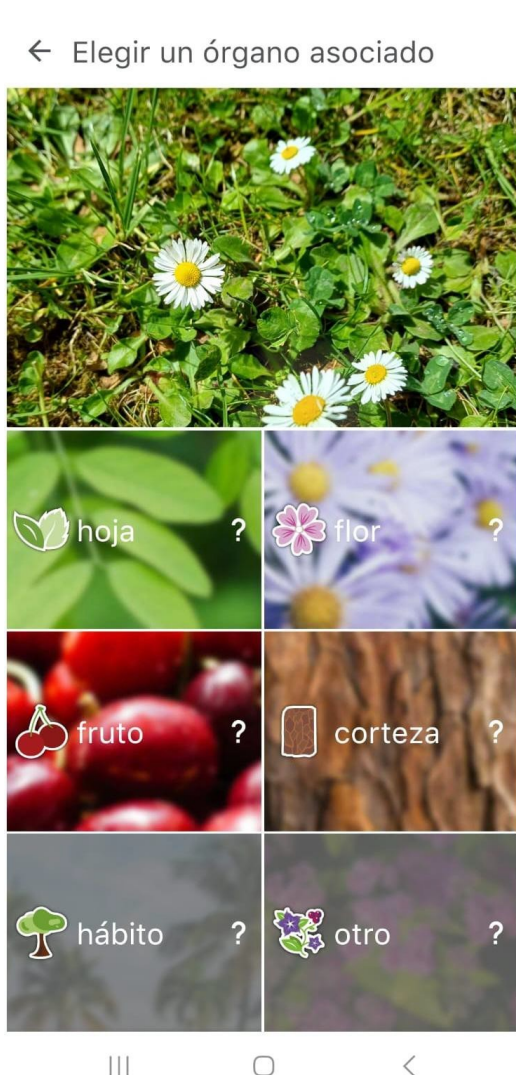 Elegir un órgano asociado
hoja ?
flor ?
fruto ?
corteza ?
hábito ?
otro ?